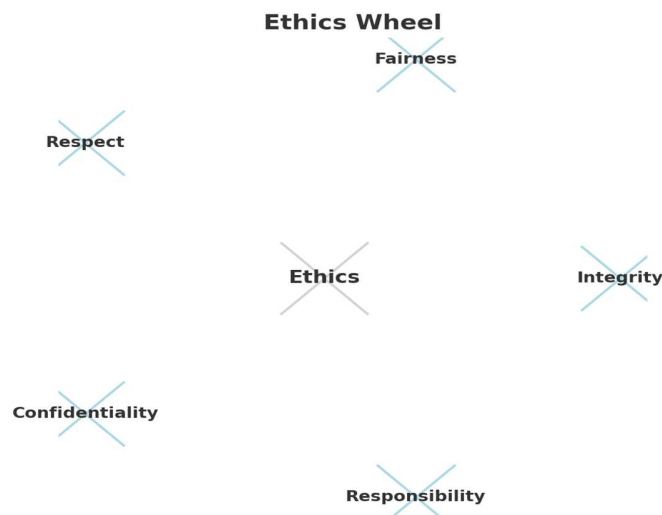 Ethics Wheel
Fairness
Respect
Ethics
Integrity
Confidentiality
Responsibility